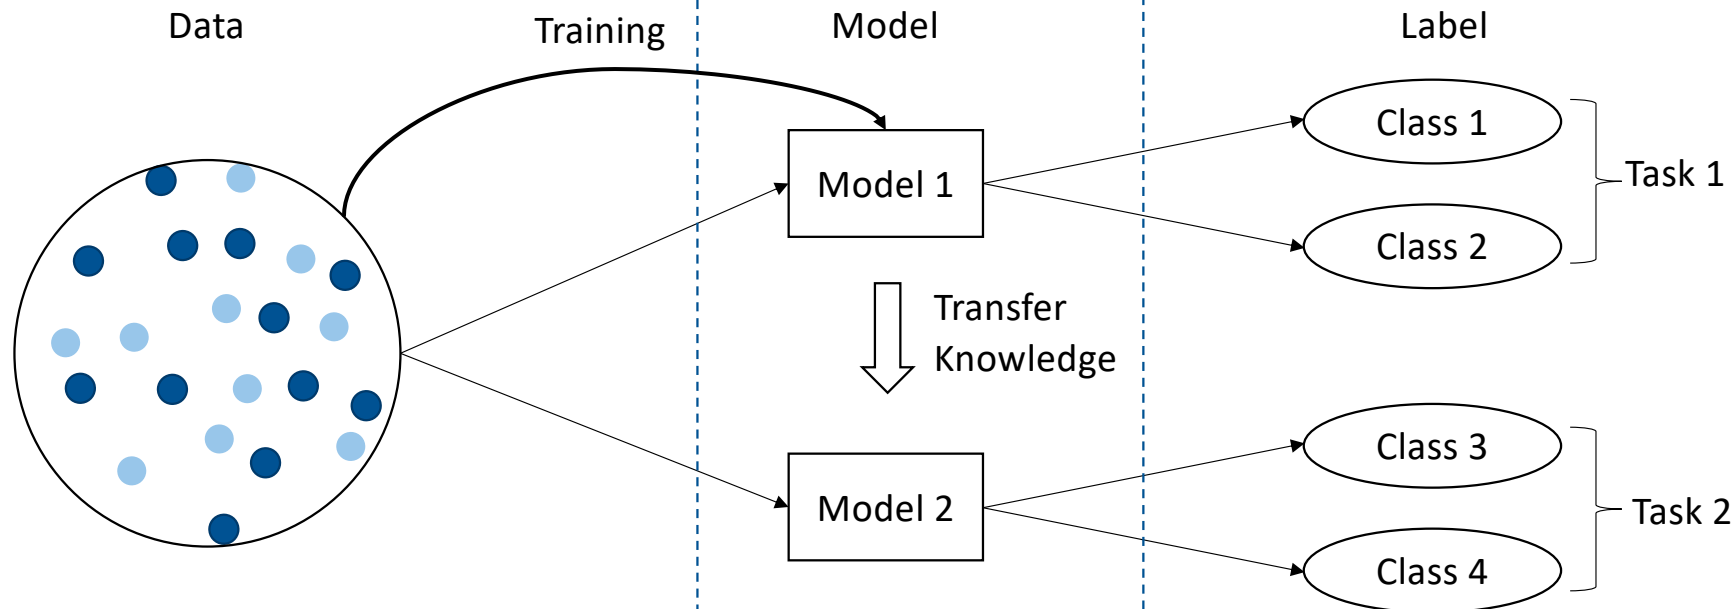 Data
Training
Model
Label
Model 1
Class 1
Class 2
Task 1
Transfer
Knowledge
Model 2
Class 3
Class 4
Task 2